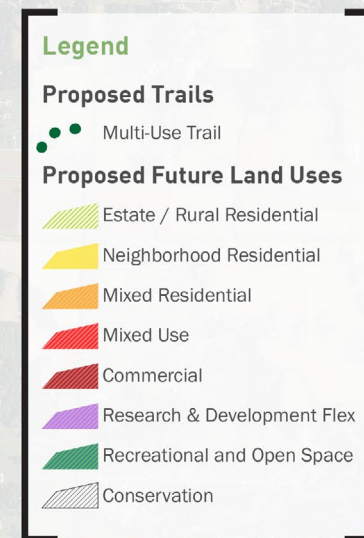 Legend
Proposed Trails
Multi-Use Trail
Proposed Future Land Uses
Estate / Rural Residential
Neighborhood Residential
Mixed Residential
Mixed Use
Commercial
Research & Development Flex
Recreational and Open Space
Conservation